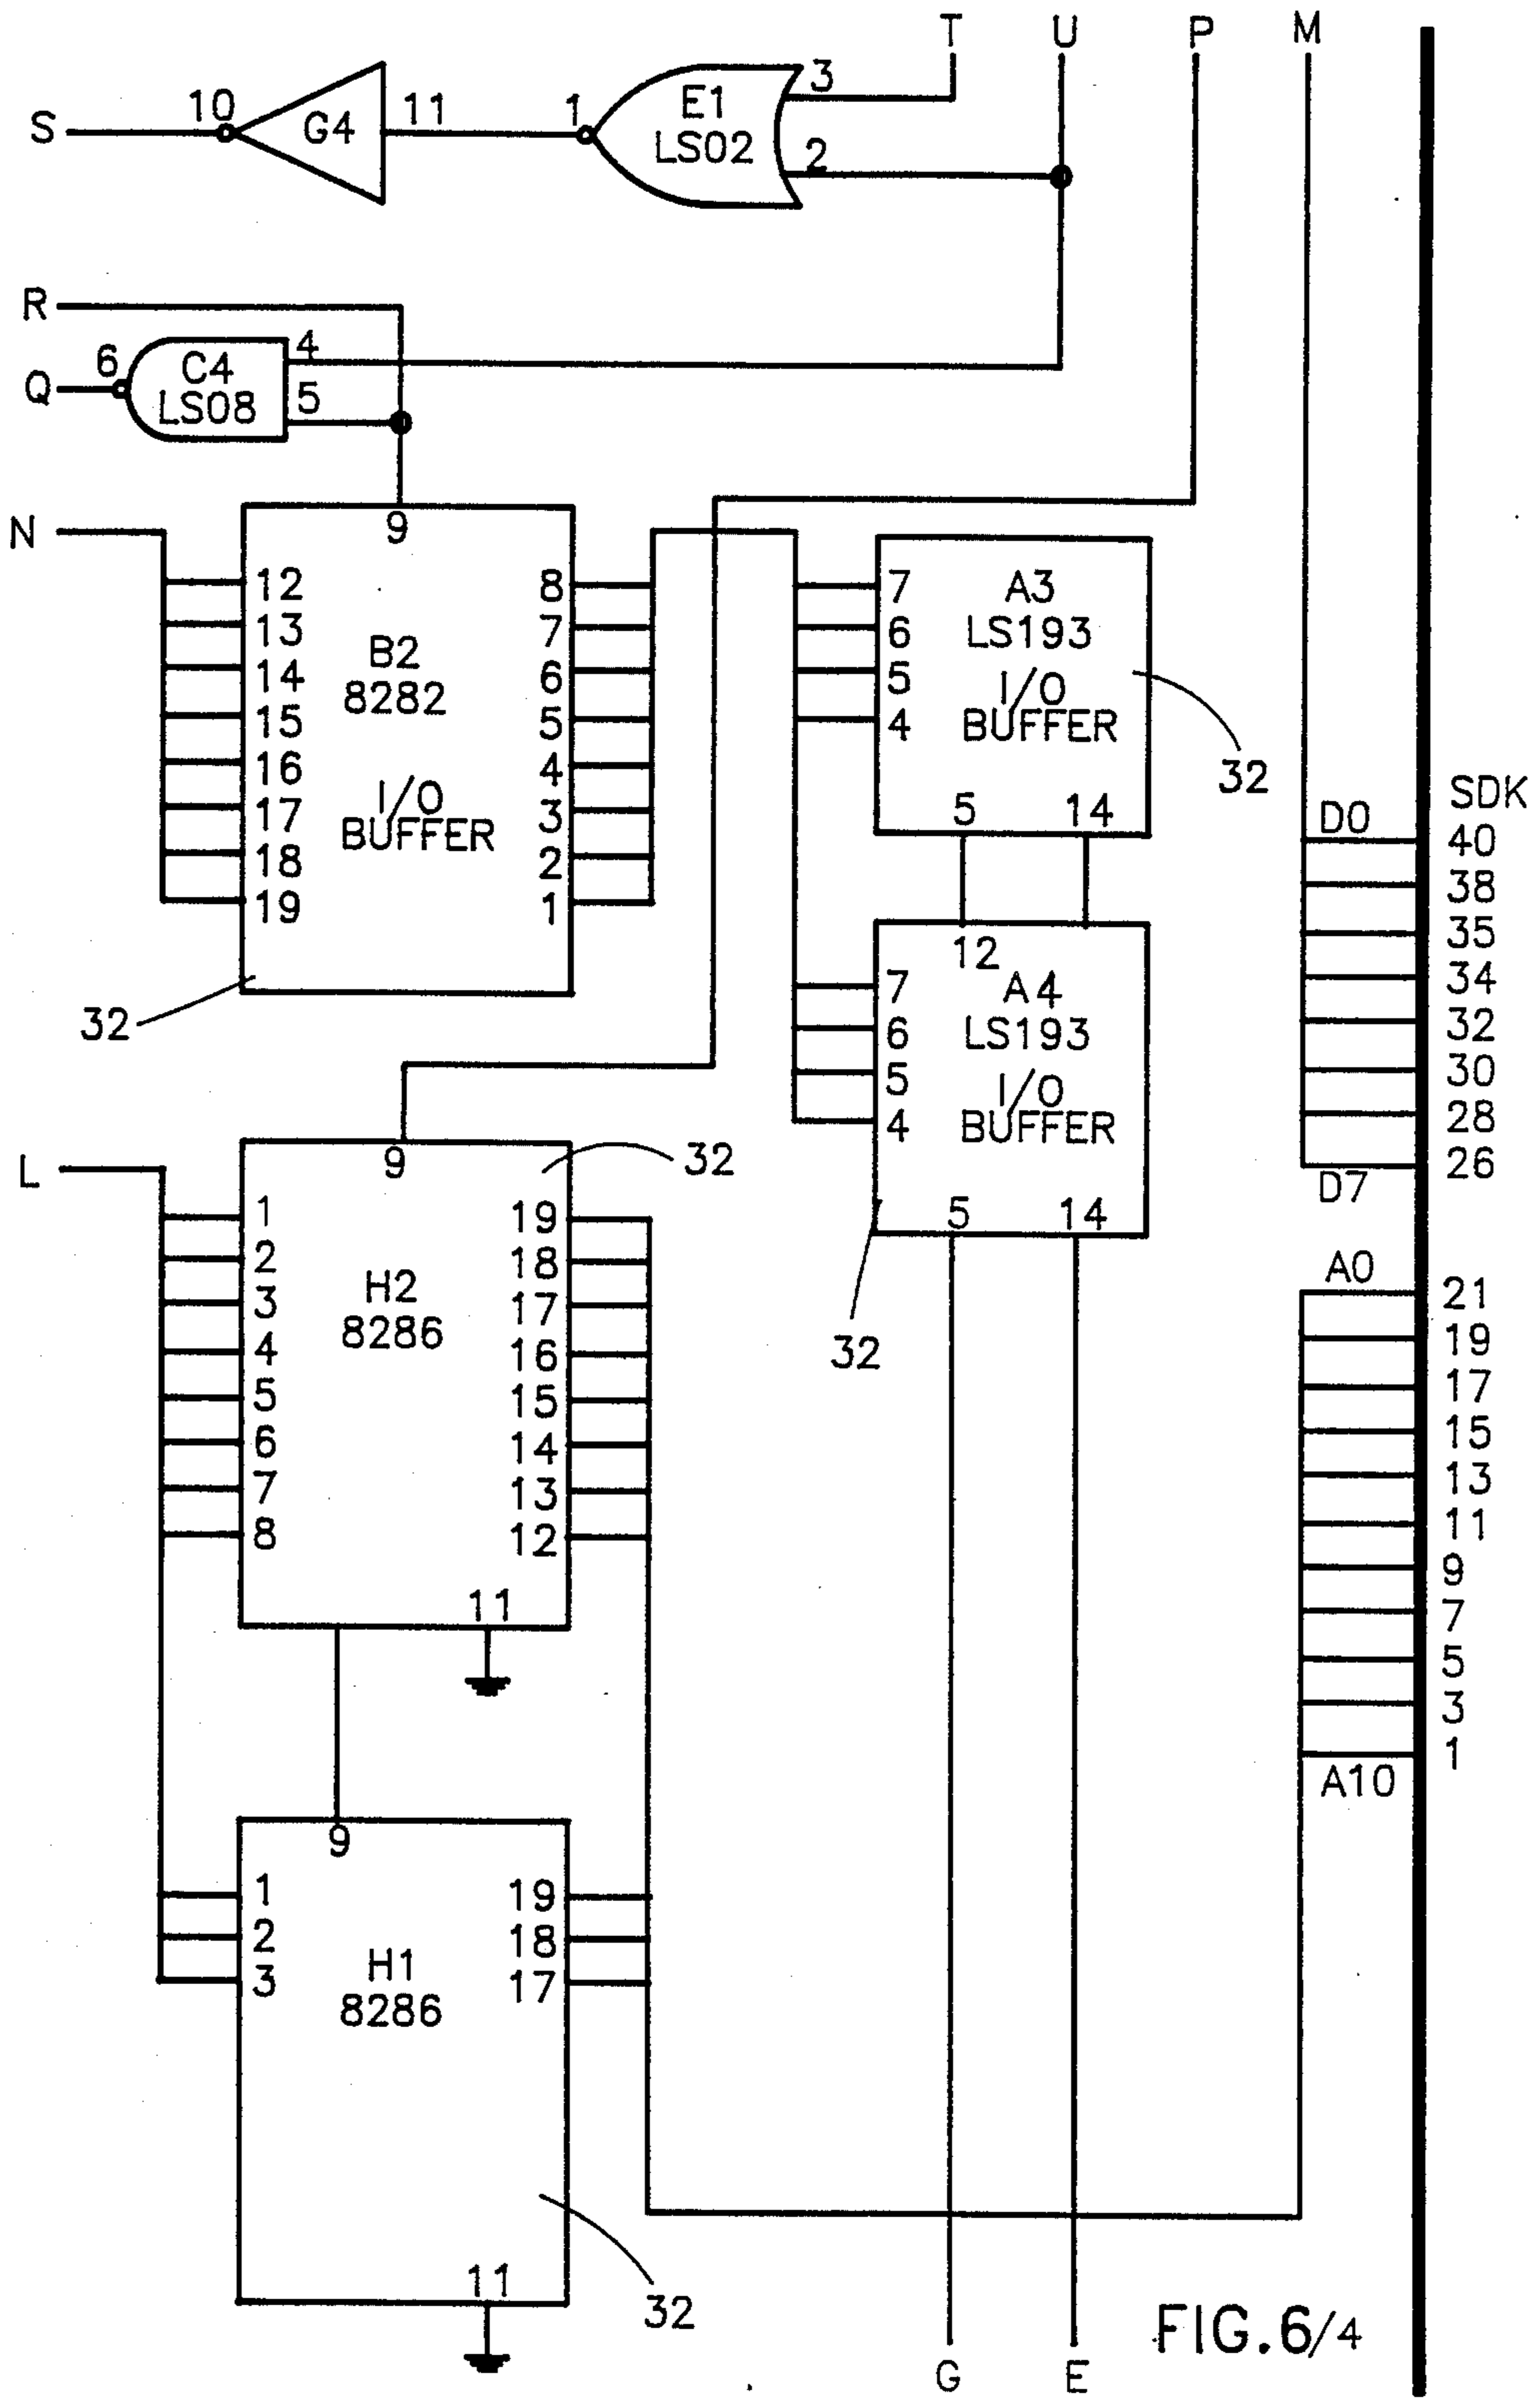 T U P M
S 10 G4 11 1 E1 3
LS02 2
R
Q 6 C4 4
LS08 5
N 9
12 8
13 7
14 B2 6
15 8282 5
16 4
17 I/O 3
18 BUFFER 2
19 1
32
7 A3
6 LS193
5 I/O
4 BUFFER
32
5 14
12
7 A4
6 LS193
5 I/O
4 BUFFER
5 14
32
SDK
D0 40
38
35
34
32
30
28
26
D7
A0 21
19
17
15
13
11
9
7
5
3
1
A10
L 9 32
1 19
2 18
3 H2 17
4 8286 16
5 15
6 14
7 13
8 12
11
9
1 19
2 18
3 H1 17
8286
11 32
G E
FIG.6/4